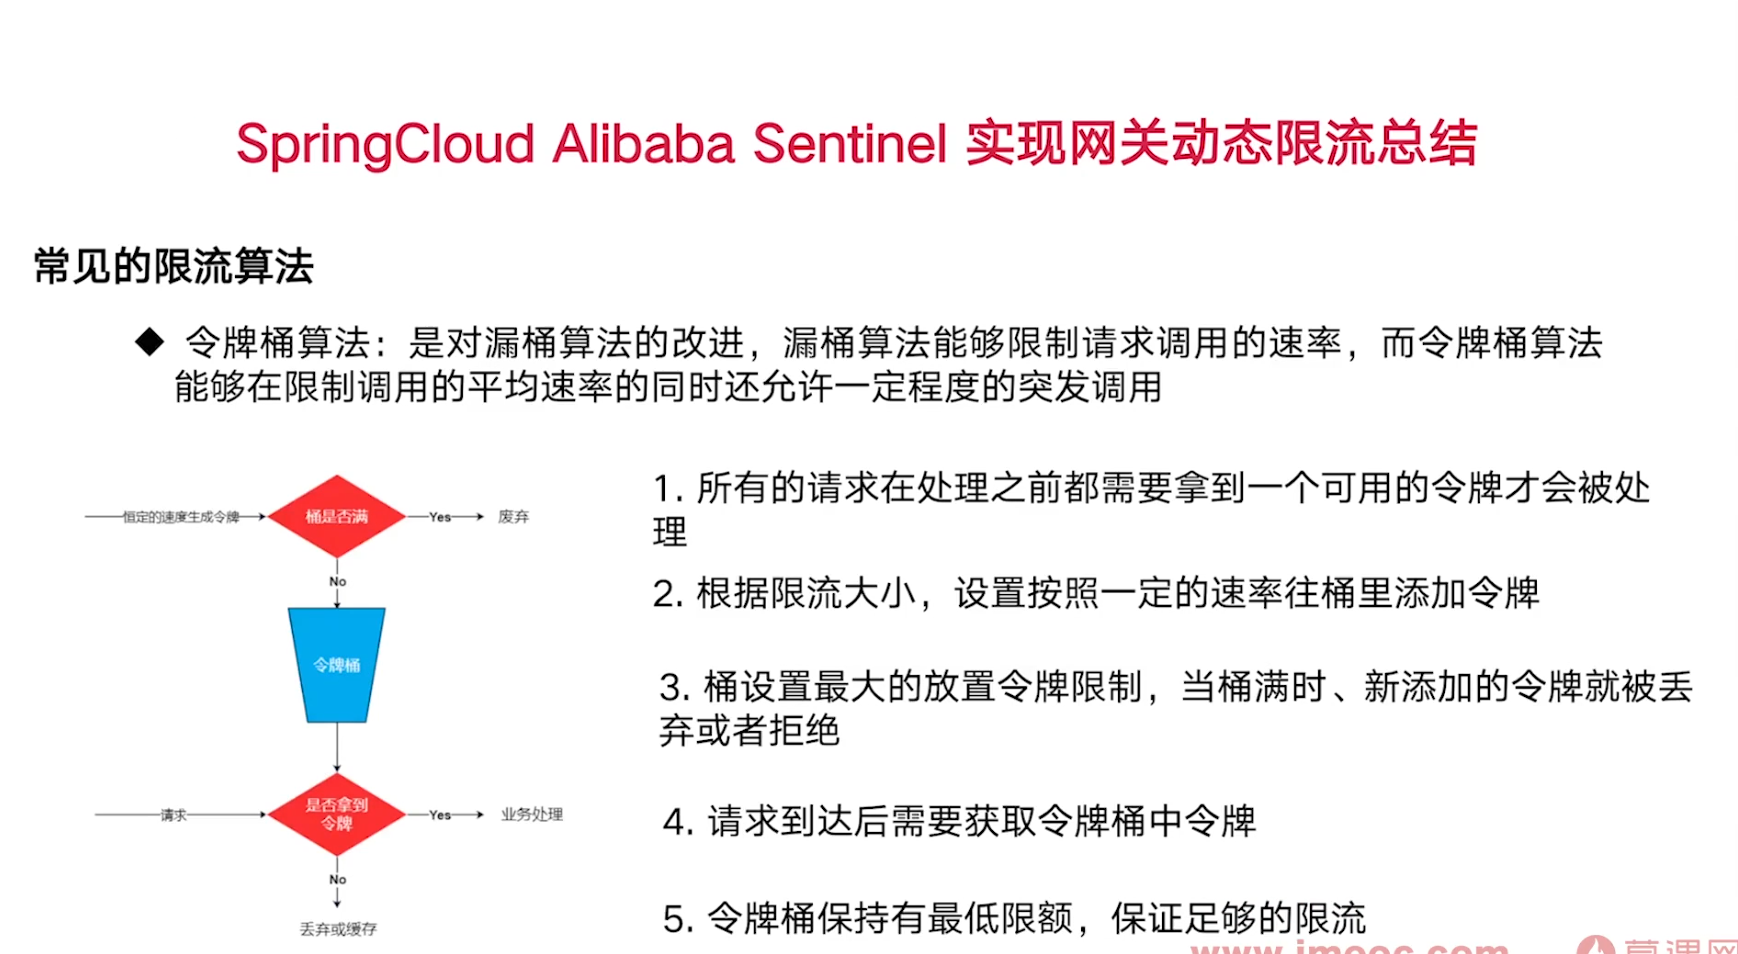 SpringCloud Alibaba Sentinel 实现网关动态限流总结
常见的限流算法
◆ 令牌桶算法：是对漏桶算法的改进，漏桶算法能够限制请求调用的速率，而令牌桶算法
能够在限制调用的平均速率的同时还允许一定程度的突发调用
恒定的速度生成令牌
桶是否满
Yes
废弃
No
令牌桶
请求
是否拿到
令牌
Yes
业务处理
No
丢弃或缓存
1. 所有的请求在处理之前都需要拿到一个可用的令牌才会被处
理
2. 根据限流大小，设置按照一定的速率往桶里添加令牌
3. 桶设置最大的放置令牌限制，当桶满时、新添加的令牌就被丢
弃或者拒绝
4. 请求到达后需要获取令牌桶中令牌
5. 令牌桶保持有最低限额，保证足够的限流
www.imooc.com
慕课网